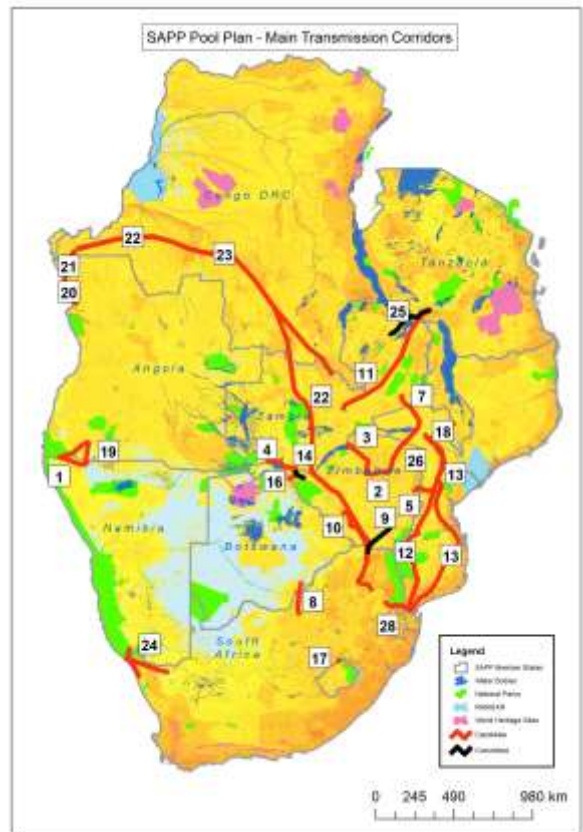 SAPP Pool Plan - Main Transmission Corridors
Congo DRC
22
23
21
20
Tanzania
25
Angola
11
22
7
Zambia
3
18
4
14
19
1
26
13
Zimbabwe
16
2
5
9
Namibia
10
Botswana
12
13
8
28
South
Africa
24
17
Legend
SAPP Member States
Water Bodies
National Parks
World Heritage Sites
Candidate
Committed
0 245 490 980 km